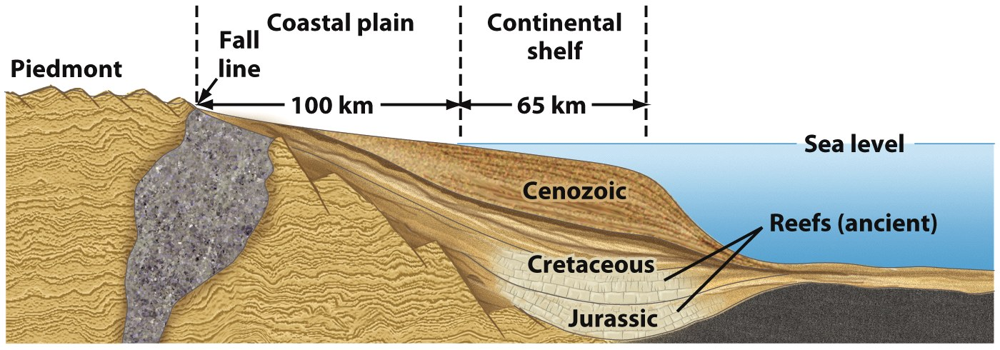 Coastal plain
Continental
shelf
Fall
line
Piedmont
100 km
65 km
Sea level
Cenozoic
Reefs (ancient)
Cretaceous
Jurassic